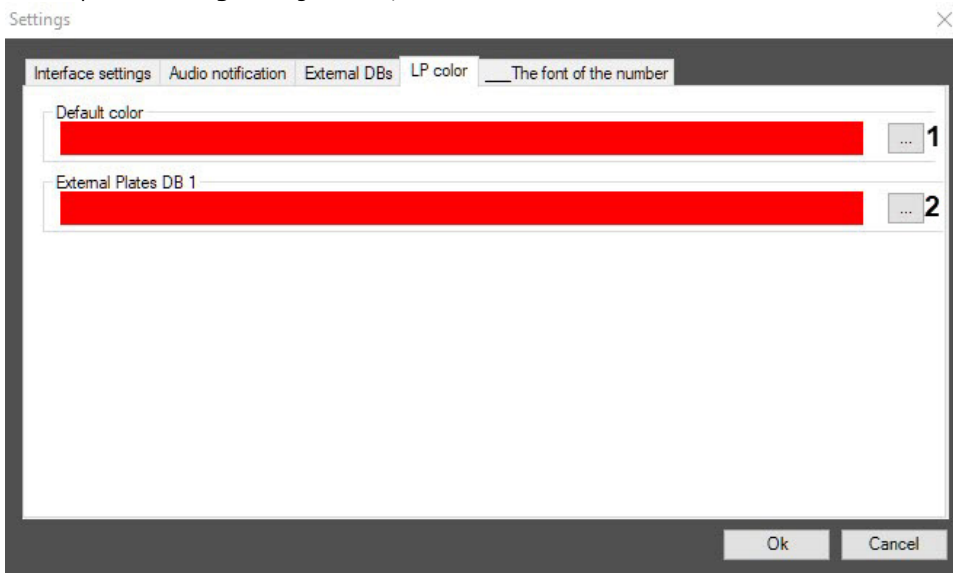 Settings
Interface settings Audio notification External DBs LP color ___The font of the number
Default color
... 1
External Plates DB 1
... 2
Ok Cancel